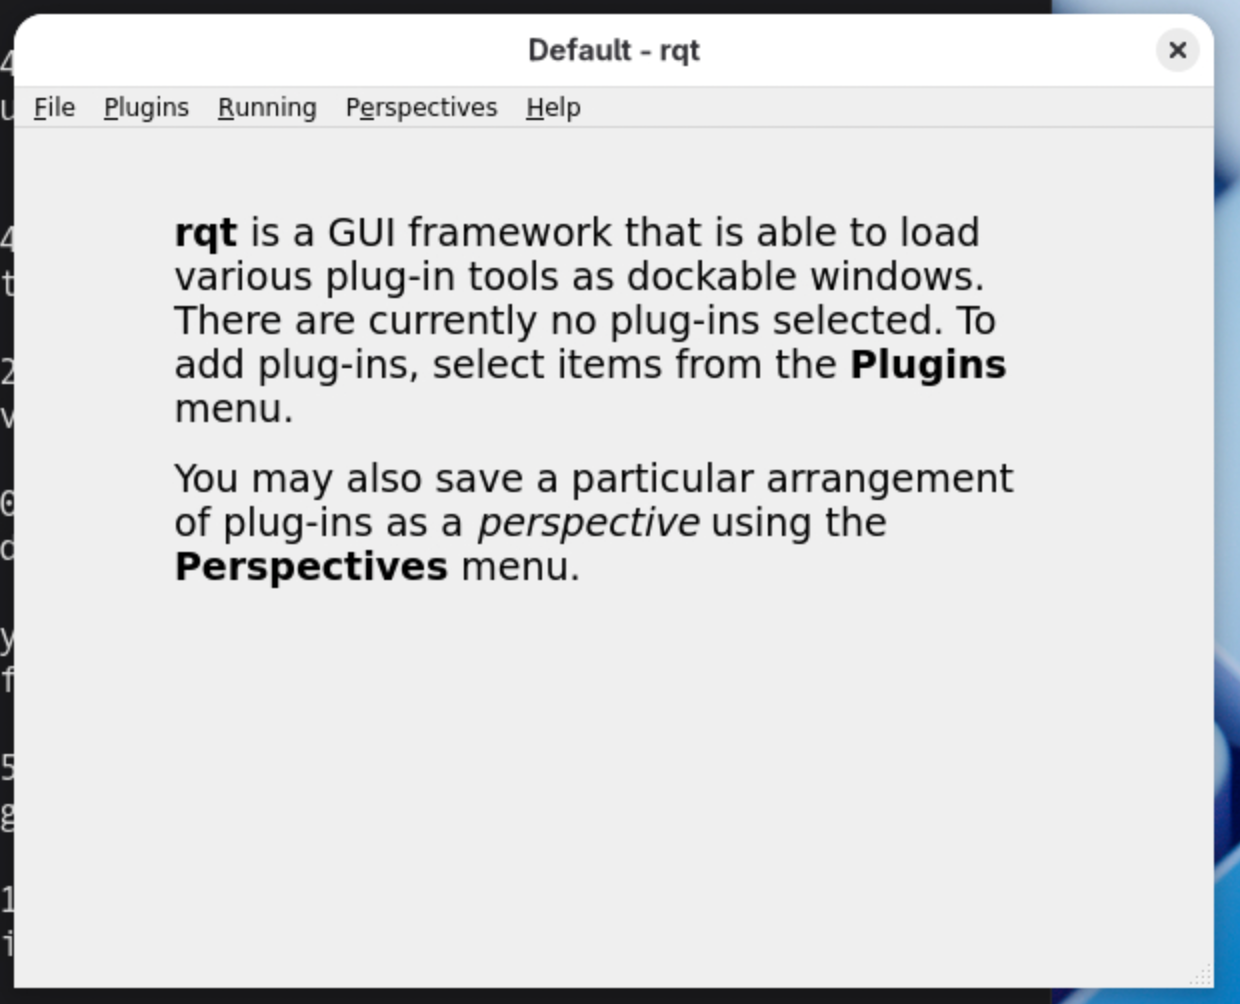 Default - rqt
File Plugins Running Perspectives Help
rqt is a GUI framework that is able to load
various plug-in tools as dockable windows.
There are currently no plug-ins selected. To
add plug-ins, select items from the Plugins
menu.
You may also save a particular arrangement
of plug-ins as a perspective using the
Perspectives menu.